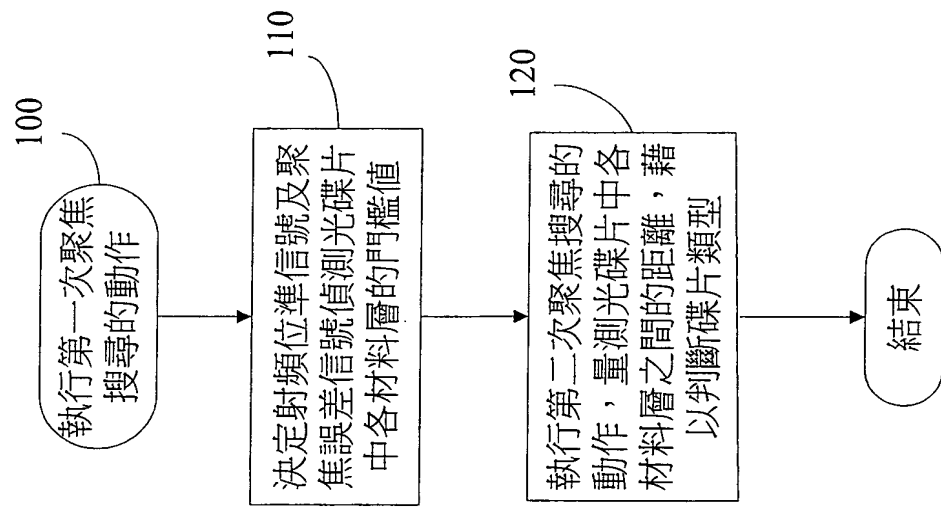 100
執行第一次聚焦
搜尋的動作
110
決定射頻位準信號及聚
焦誤差信號偵測光碟片
中各材料層的門檻值
120
執行第二次聚焦搜尋的
動作，量測光碟片中各
材料層之間的距離，藉
以判斷碟片類型
結束